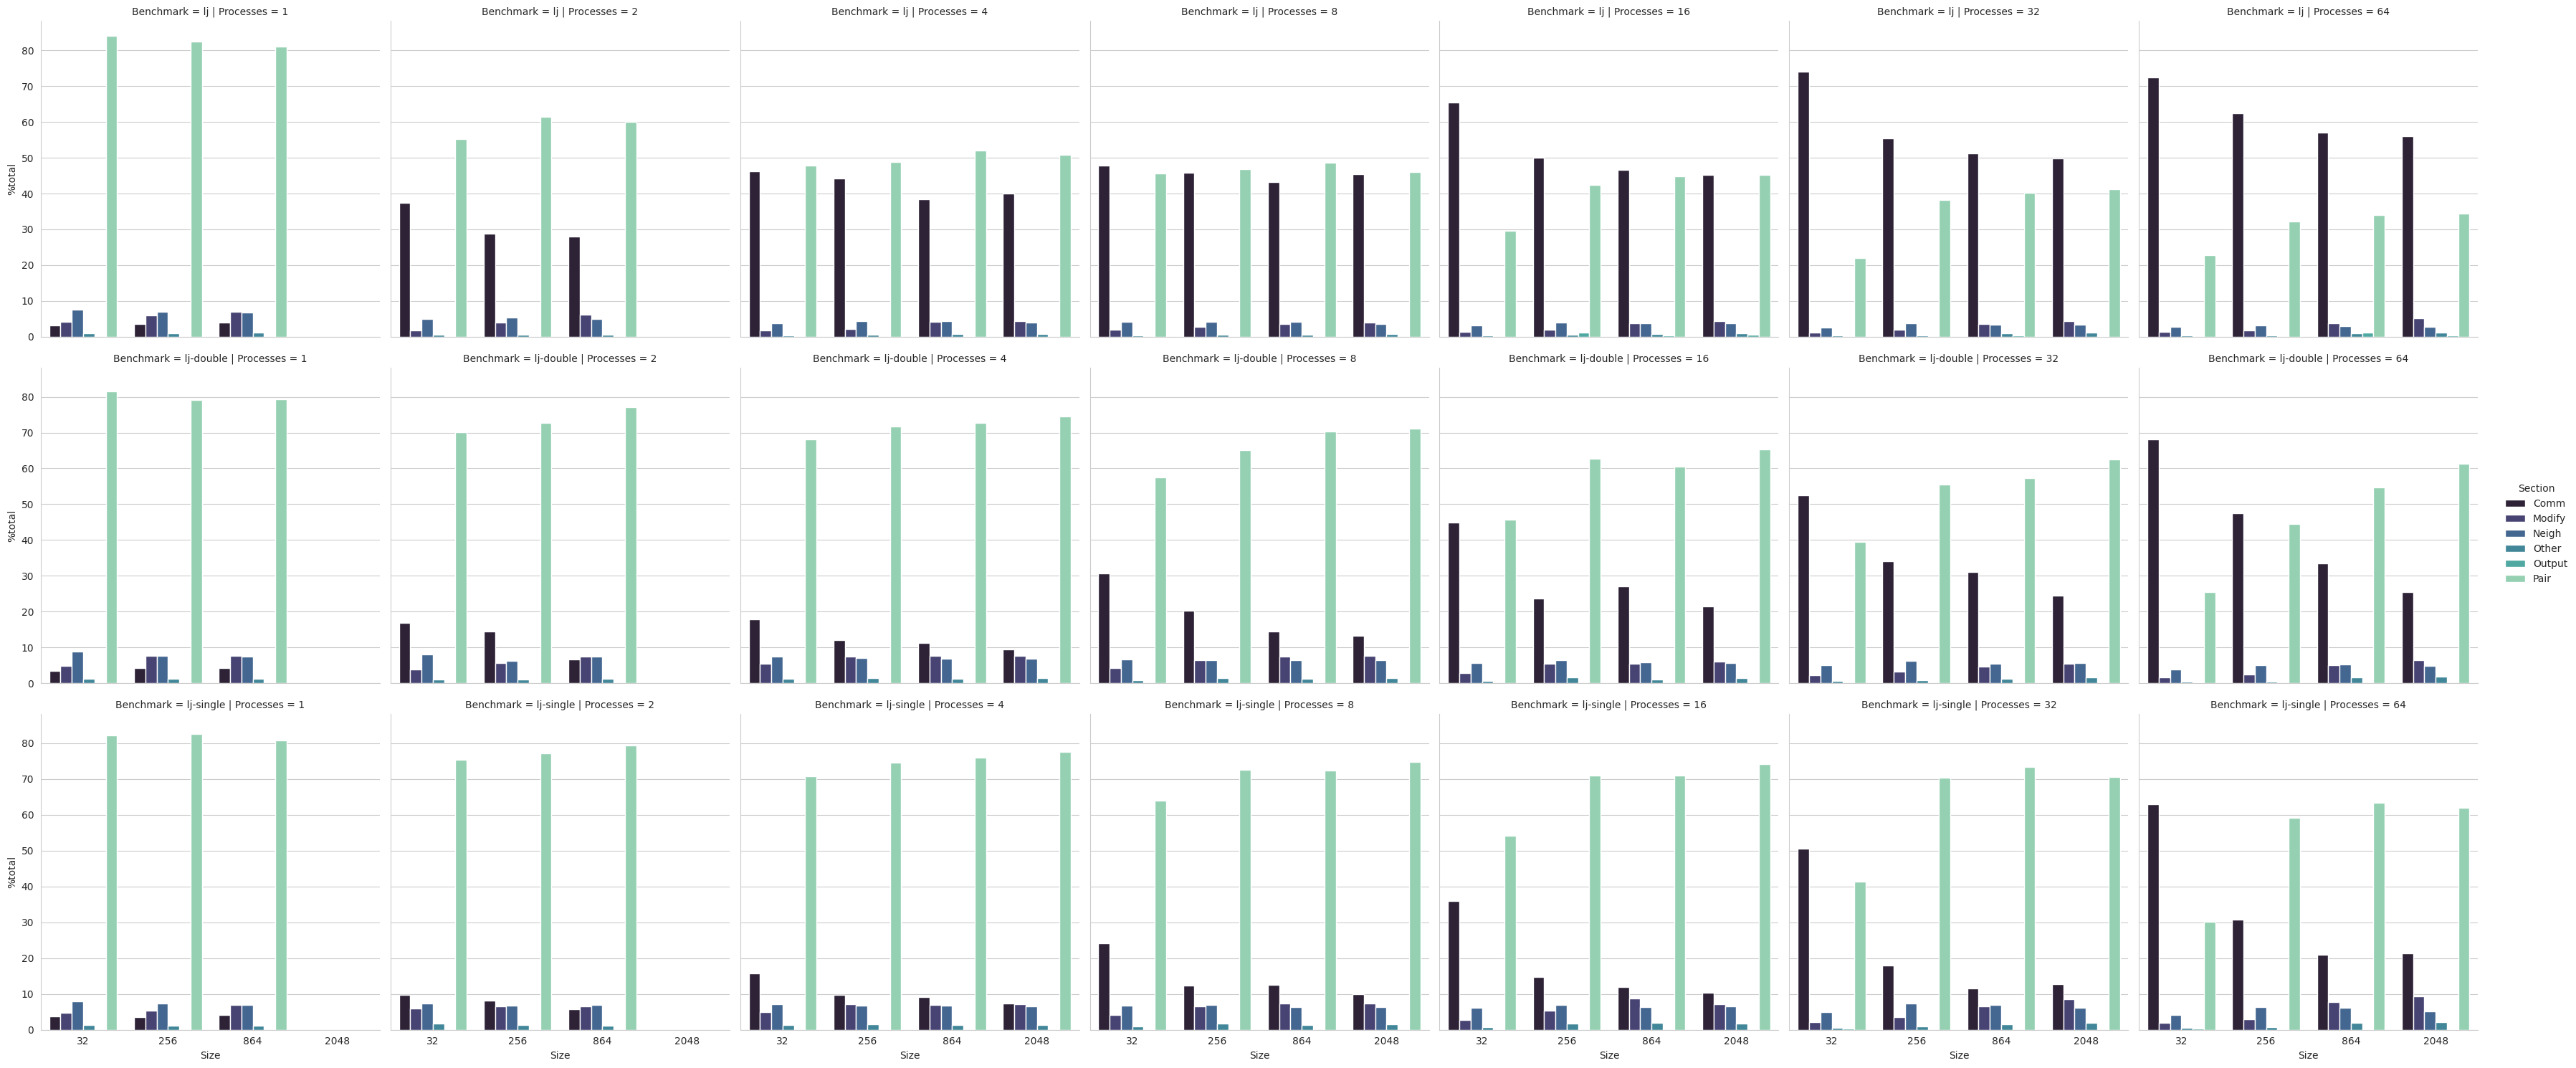 Benchmark = lj | Processes = 1
Benchmark = lj | Processes = 2
Benchmark = lj | Processes = 4
Benchmark = lj | Processes = 8
Benchmark = lj | Processes = 16
Benchmark = lj | Processes = 32
Benchmark = lj | Processes = 64
80
70
60
50
40
30
20
10
0
%total
Benchmark = lj-double | Processes = 1
Benchmark = lj-double | Processes = 2
Benchmark = lj-double | Processes = 4
Benchmark = lj-double | Processes = 8
Benchmark = lj-double | Processes = 16
Benchmark = lj-double | Processes = 32
Benchmark = lj-double | Processes = 64
80
70
60
50
40
30
20
10
0
%total
Section
Comm
Modify
Neigh
Other
Output
Pair
Benchmark = lj-single | Processes = 1
Benchmark = lj-single | Processes = 2
Benchmark = lj-single | Processes = 4
Benchmark = lj-single | Processes = 8
Benchmark = lj-single | Processes = 16
Benchmark = lj-single | Processes = 32
Benchmark = lj-single | Processes = 64
80
70
60
50
40
30
20
10
0
%total
32 256 864 2048
Size
32 256 864 2048
Size
32 256 864 2048
Size
32 256 864 2048
Size
32 256 864 2048
Size
32 256 864 2048
Size
32 256 864 2048
Size